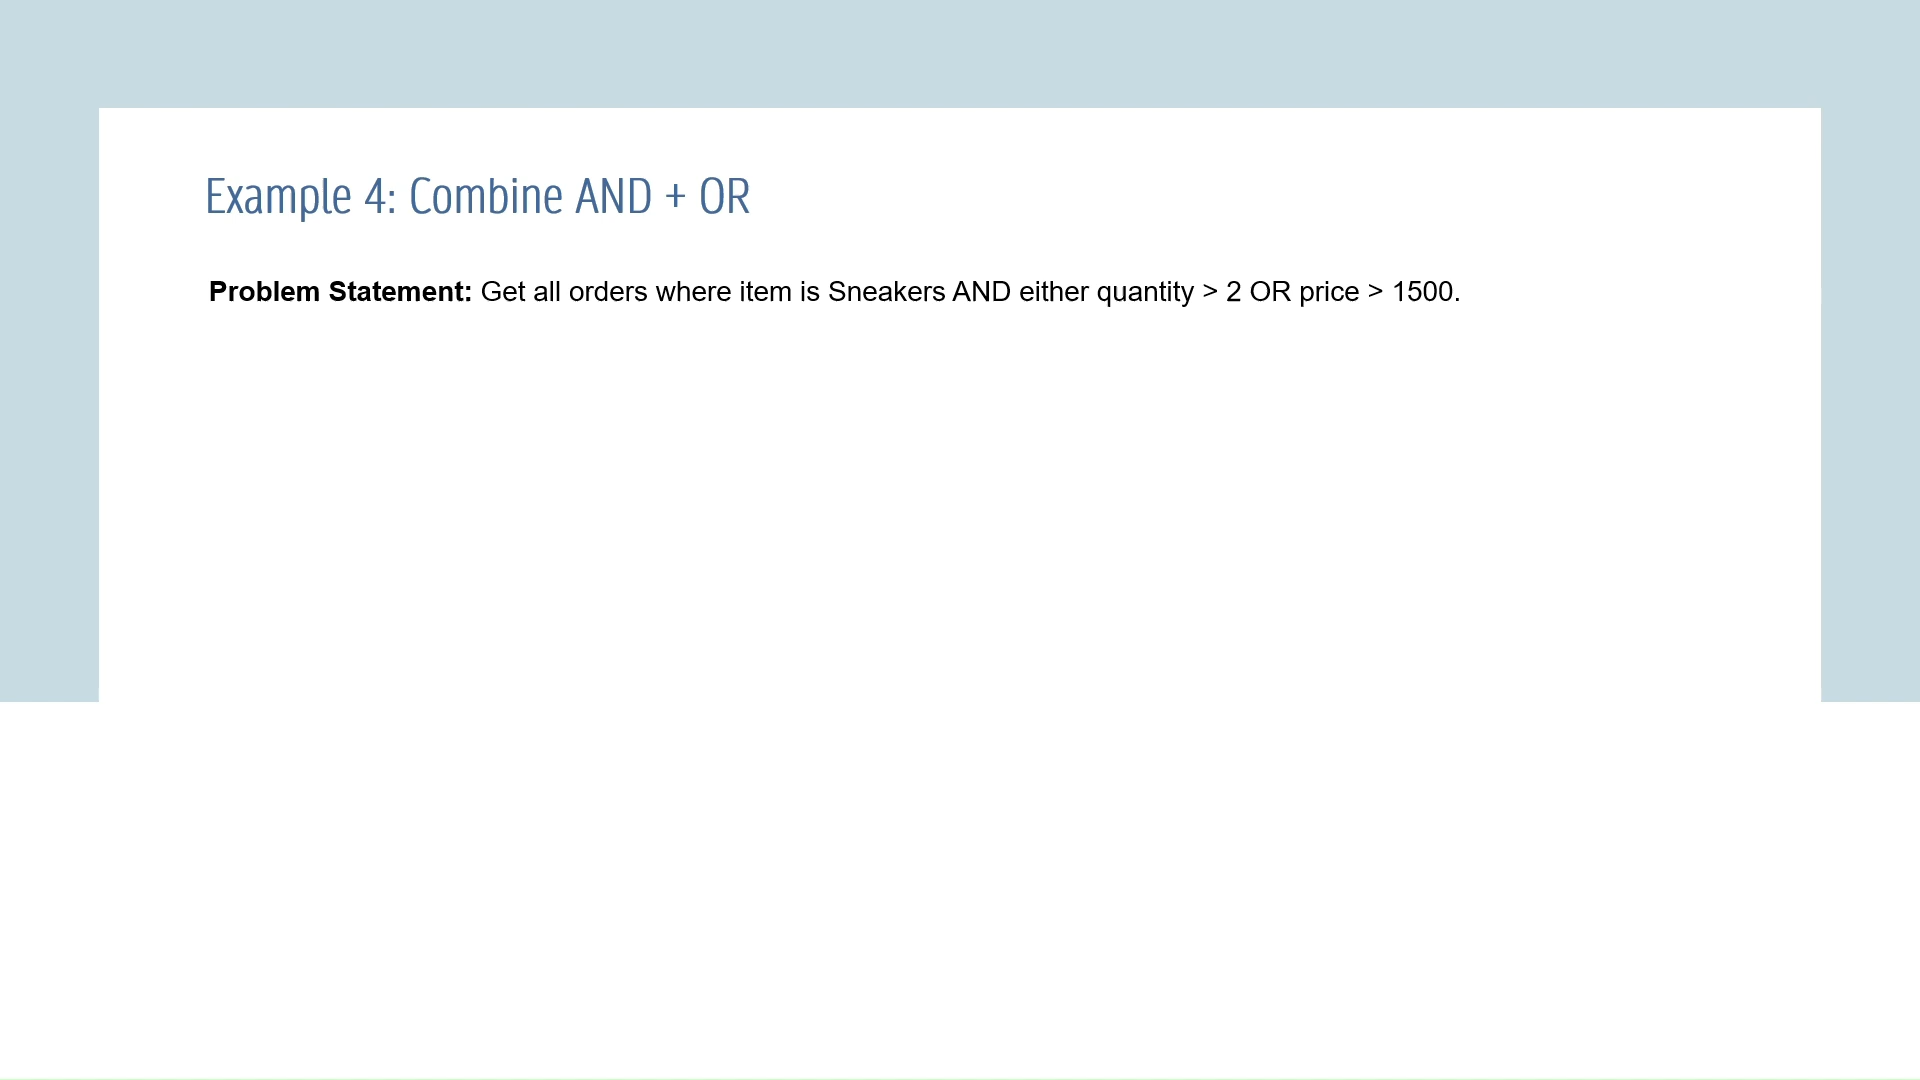 Example 4: Combine AND + OR
Problem Statement: Get all orders where item is Sneakers AND either quantity > 2 OR price > 1500.